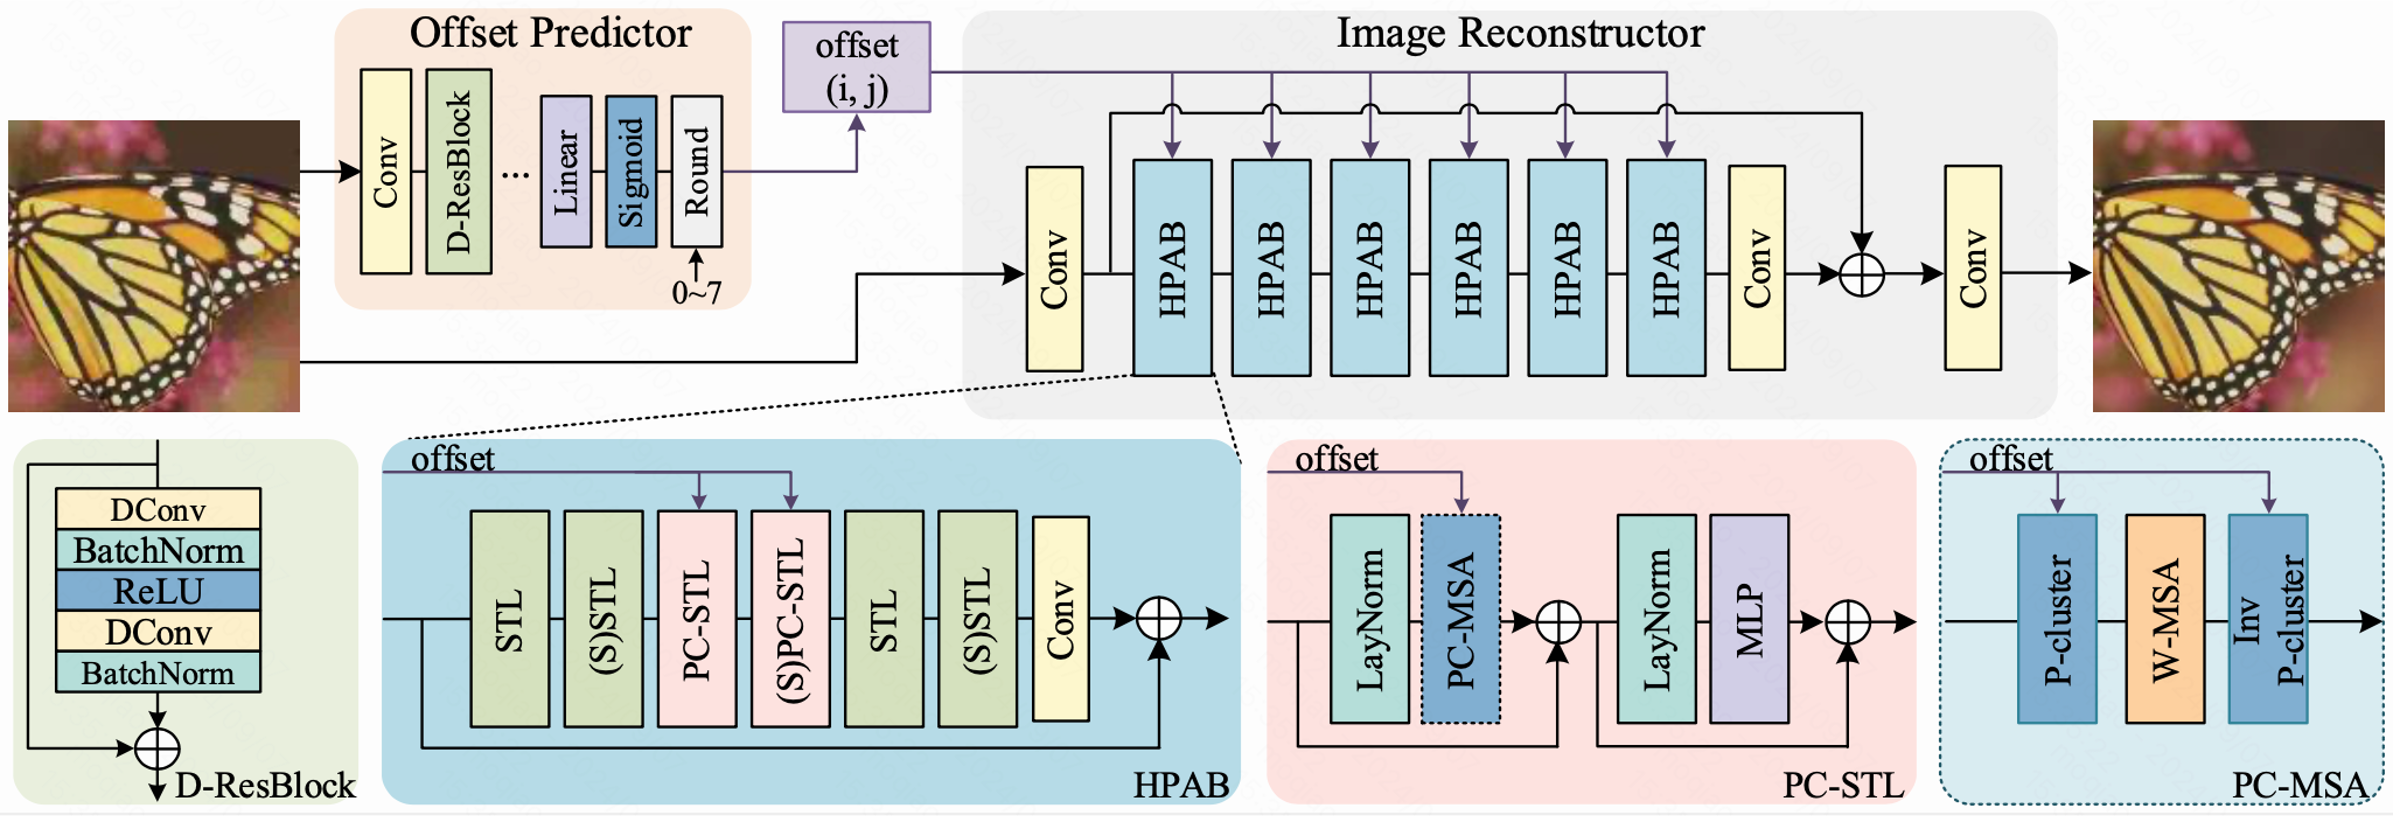 Offset Predictor
Conv
D-ResBlock
...
Linear
Sigmoid
Round
0~7
offset
(i, j)
Image Reconstructor
Conv
HPAB
HPAB
HPAB
HPAB
HPAB
HPAB
Conv
Conv
DConv
BatchNorm
ReLU
DConv
BatchNorm
D-ResBlock
offset
STL
(S)STL
PC-STL
(S)PC-STL
STL
(S)STL
Conv
HPAB
offset
LayNorm
PC-MSA
LayNorm
MLP
PC-STL
offset
P-cluster
W-MSA
Inv
P-cluster
PC-MSA